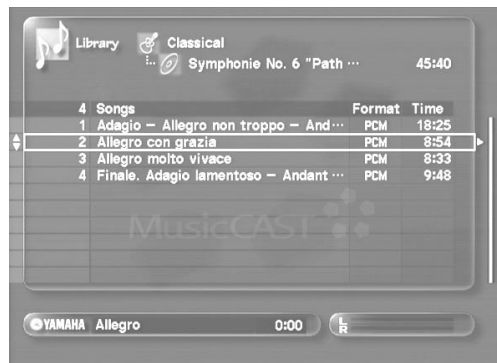 Library Classical
Symphonie No. 6 "Path ··· 45:40
4 Songs Format Time
1 Adagio – Allegro non troppo – And··· PCM 18:25
2 Allegro con grazia PCM 8:54
3 Allegro molto vivace PCM 8:33
4 Finale. Adagio lamentoso – Andant ··· PCM 9:48
MusicCAST
YAMAHA Allegro 0:00 L
R